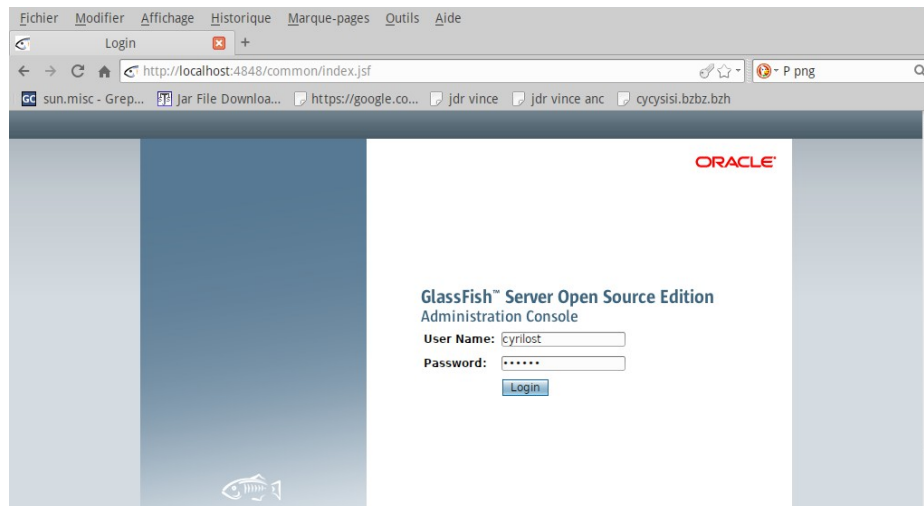 Fichier Modifier Affichage Historique Marque-pages Outils Aide
Login +
http://localhost:4848/common/index.jsf P png
GC sun.misc - Grep... Jar File Downloa... https://google.co... jdr vince jdr vince anc cycysisi.bzbz.bzh
ORACLE
GlassFish™ Server Open Source Edition
Administration Console
User Name: cyrilost
Password: ••••••
Login